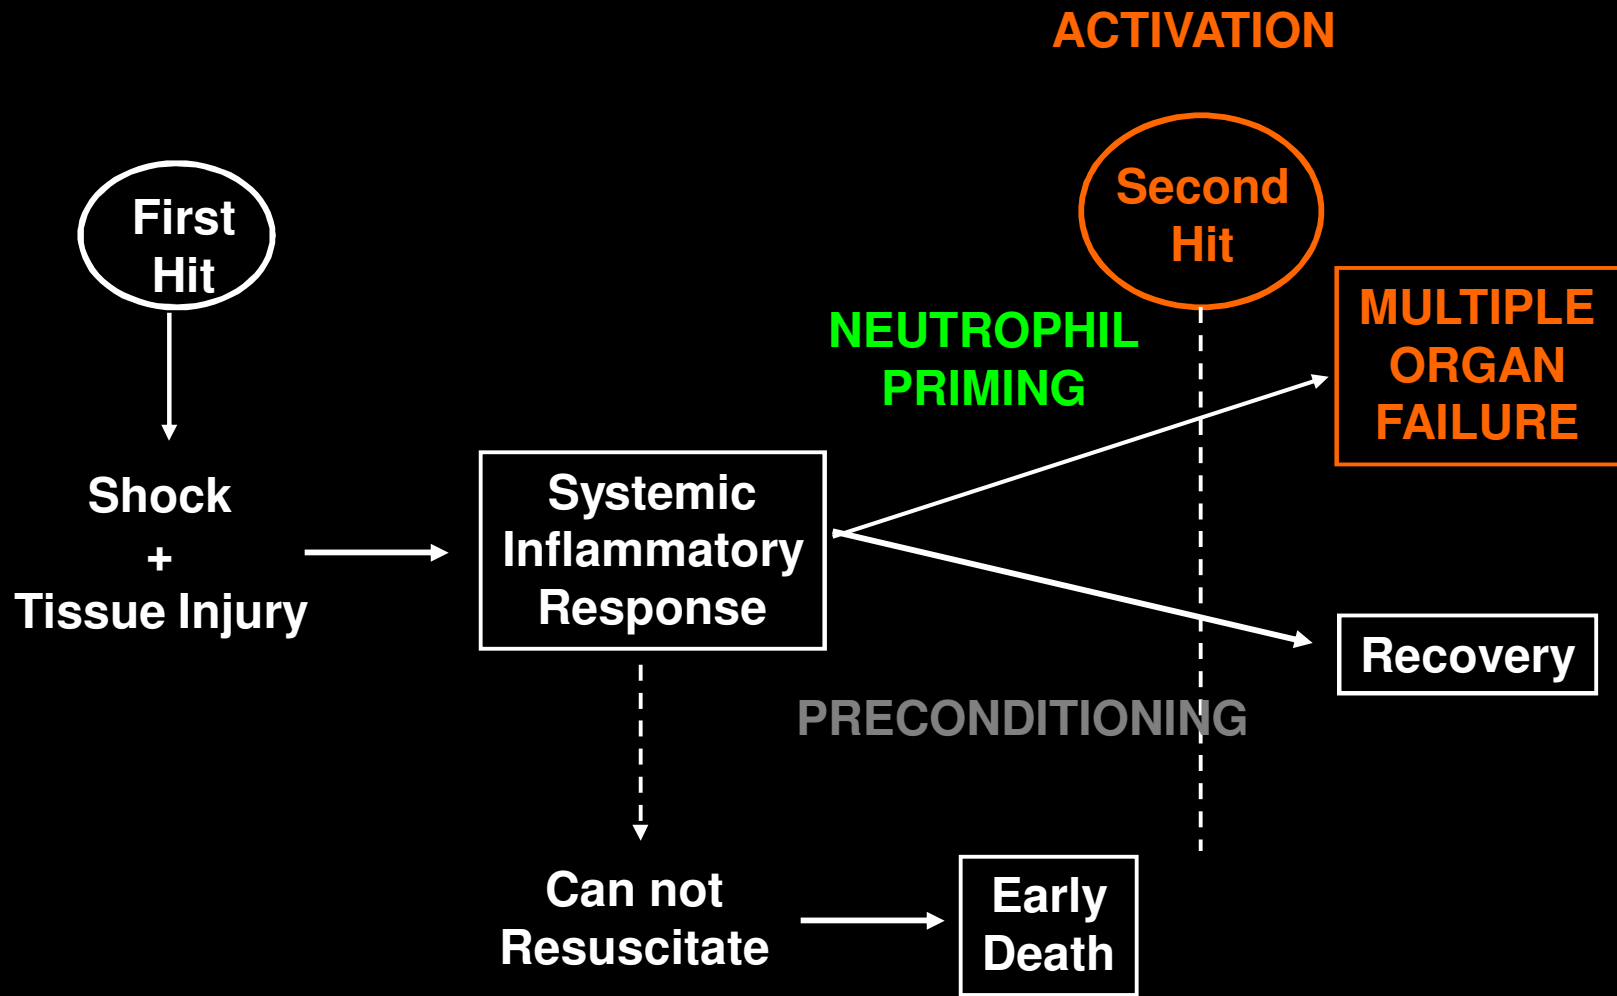 ACTIVATION
First
Hit
Second
Hit
MULTIPLE
ORGAN
FAILURE
NEUTROPHIL
PRIMING
Shock
+
Tissue Injury
Systemic
Inflammatory
Response
Recovery
PRECONDITIONING
Can not
Resuscitate
Early
Death